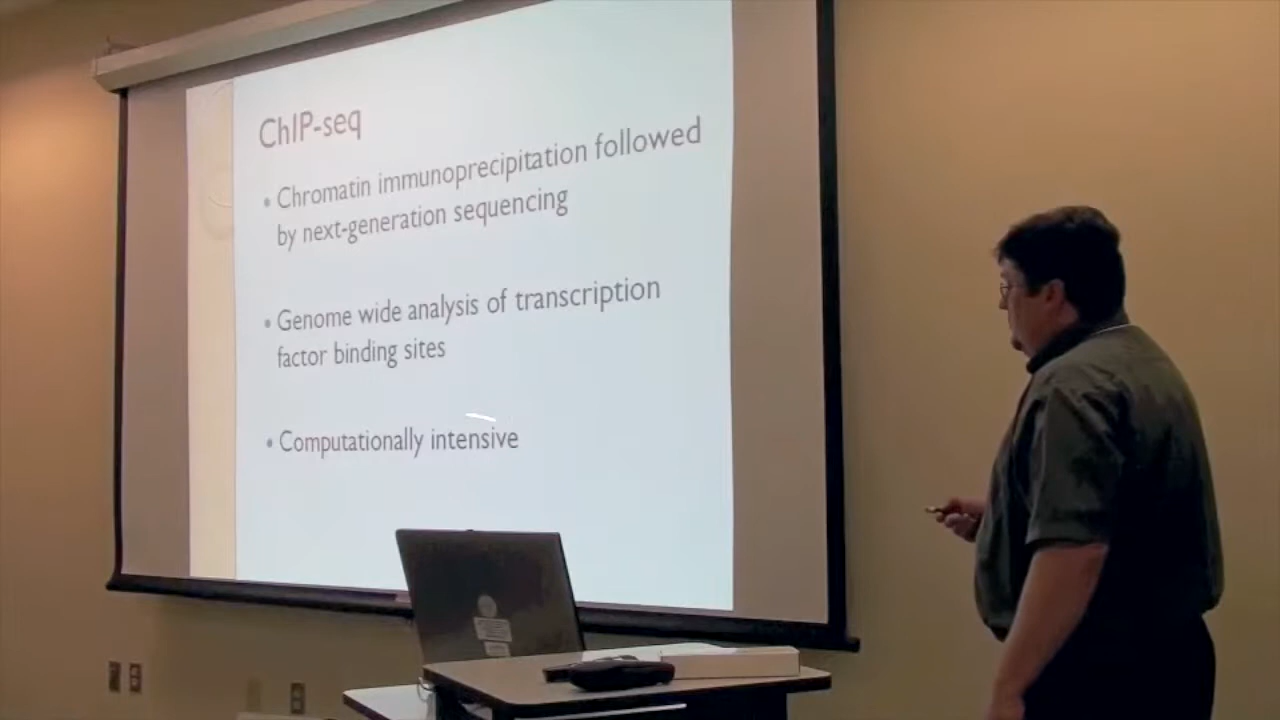 ChIP-seq
• Chromatin immunoprecipitation followed
by next-generation sequencing
• Genome wide analysis of transcription
factor binding sites
• Computationally intensive